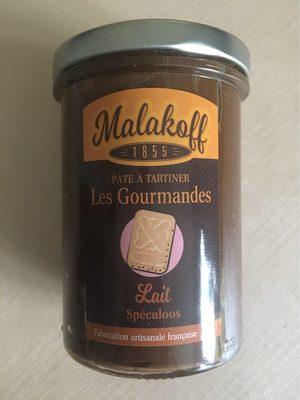 Malakoff
1855
PÂTE À TARTINER
Les Gourmandes
Lait
Spéculoos
Fabrication artisanale française